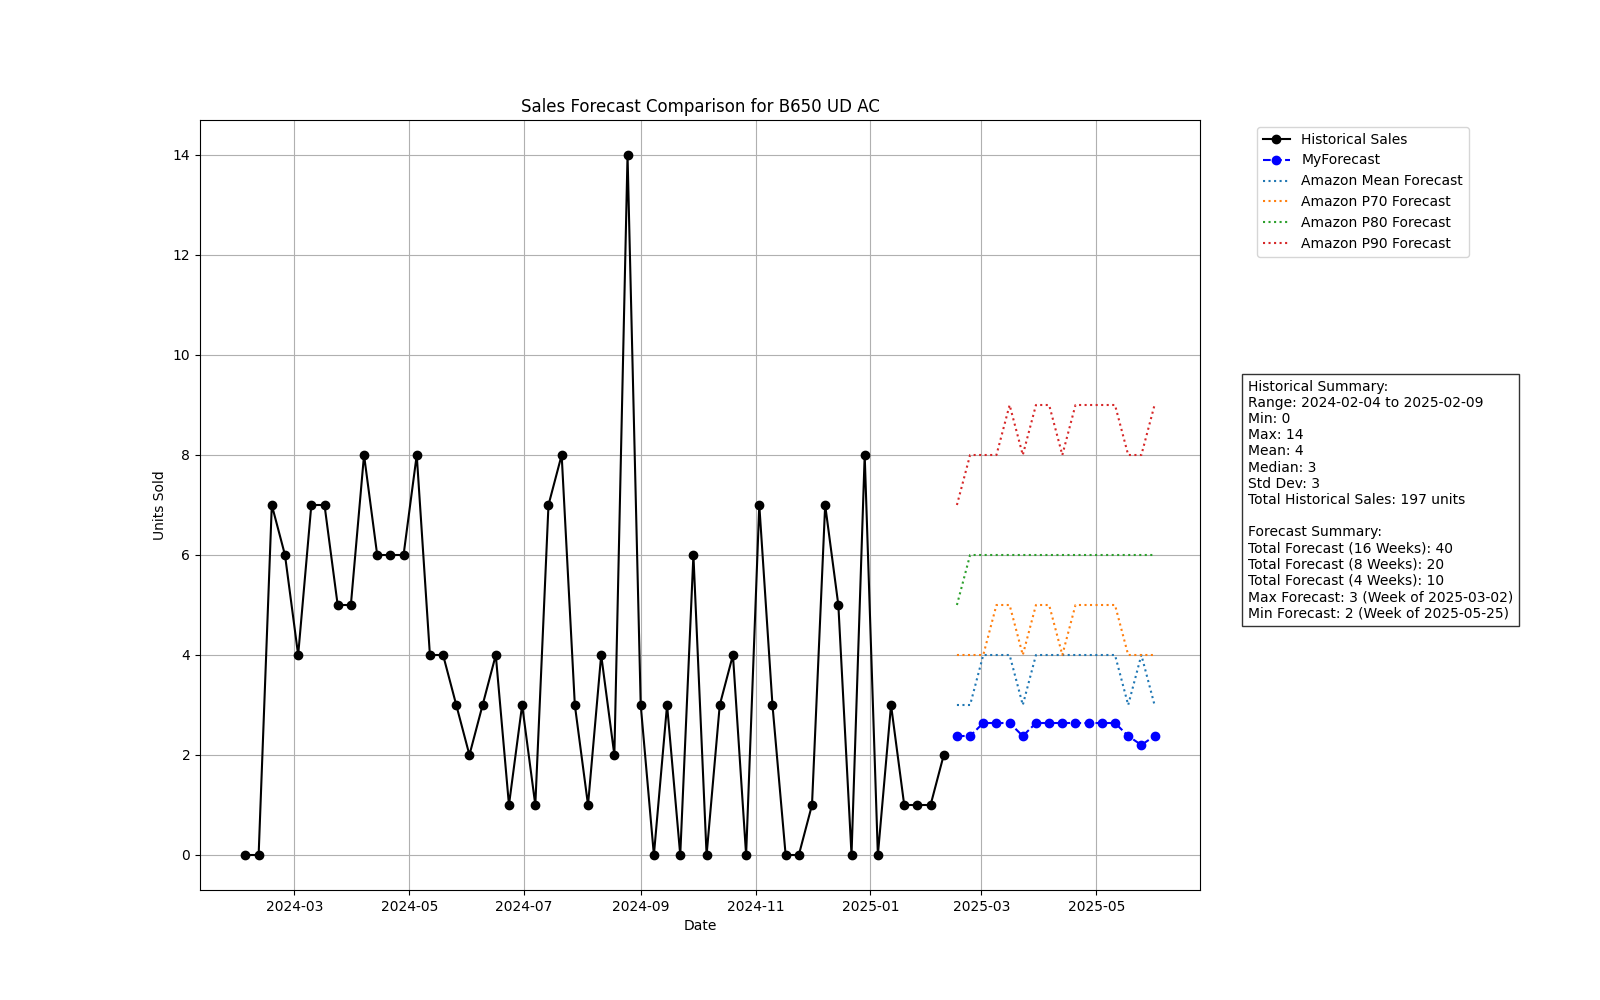 Sales Forecast Comparison for B650 UD AC
14
12
10
8
6
4
2
0
Units Sold
2024-03 2024-05 2024-07 2024-09 2024-11 2025-01 2025-03 2025-05
Date
Historical Sales
MyForecast
Amazon Mean Forecast
Amazon P70 Forecast
Amazon P80 Forecast
Amazon P90 Forecast
Historical Summary:
Range: 2024-02-04 to 2025-02-09
Min: 0
Max: 14
Mean: 4
Median: 3
Std Dev: 3
Total Historical Sales: 197 units
Forecast Summary:
Total Forecast (16 Weeks): 40
Total Forecast (8 Weeks): 20
Total Forecast (4 Weeks): 10
Max Forecast: 3 (Week of 2025-03-02)
Min Forecast: 2 (Week of 2025-05-25)